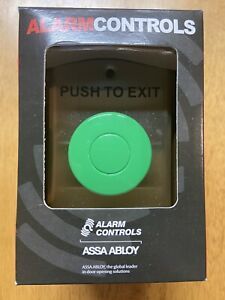 ALARMCONTROLS
PUSH TO EXIT
ALARM
CONTROLS
ASSA ABLOY
ASSA ABLOY, the global leader
in door opening solutions